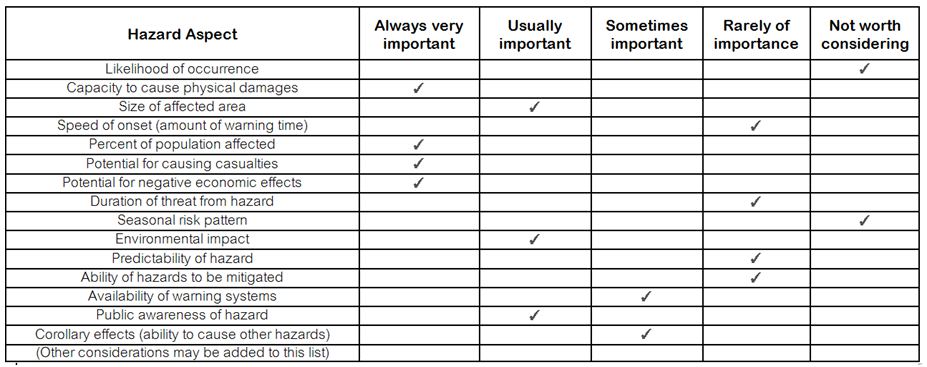 Hazard Aspect | Always very important | Usually important | Sometimes important | Rarely of importance | Not worth considering
Likelihood of occurrence | | | | | ✓
Capacity to cause physical damages | ✓ | | | |
Size of affected area | | ✓ | | |
Speed of onset (amount of warning time) | | | | ✓ |
Percent of population affected | ✓ | | | |
Potential for causing casualties | ✓ | | | |
Potential for negative economic effects | ✓ | | | |
Duration of threat from hazard | | | | ✓ |
Seasonal risk pattern | | | | | ✓
Environmental impact | | ✓ | | |
Predictability of hazard | | | | ✓ |
Ability of hazards to be mitigated | | | | ✓ |
Availability of warning systems | | | ✓ | |
Public awareness of hazard | | ✓ | | |
Corollary effects (ability to cause other hazards) | | | ✓ | |
(Other considerations may be added to this list) | | | | |